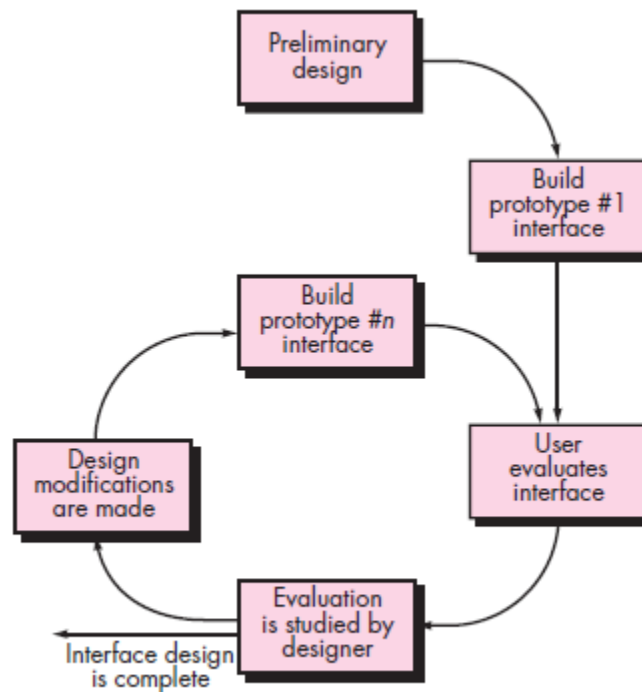 Preliminary
design
Build
prototype #1
interface
Build
prototype #n
interface
User
evaluates
interface
Design
modifications
are made
Evaluation
is studied by
designer
Interface design
is complete